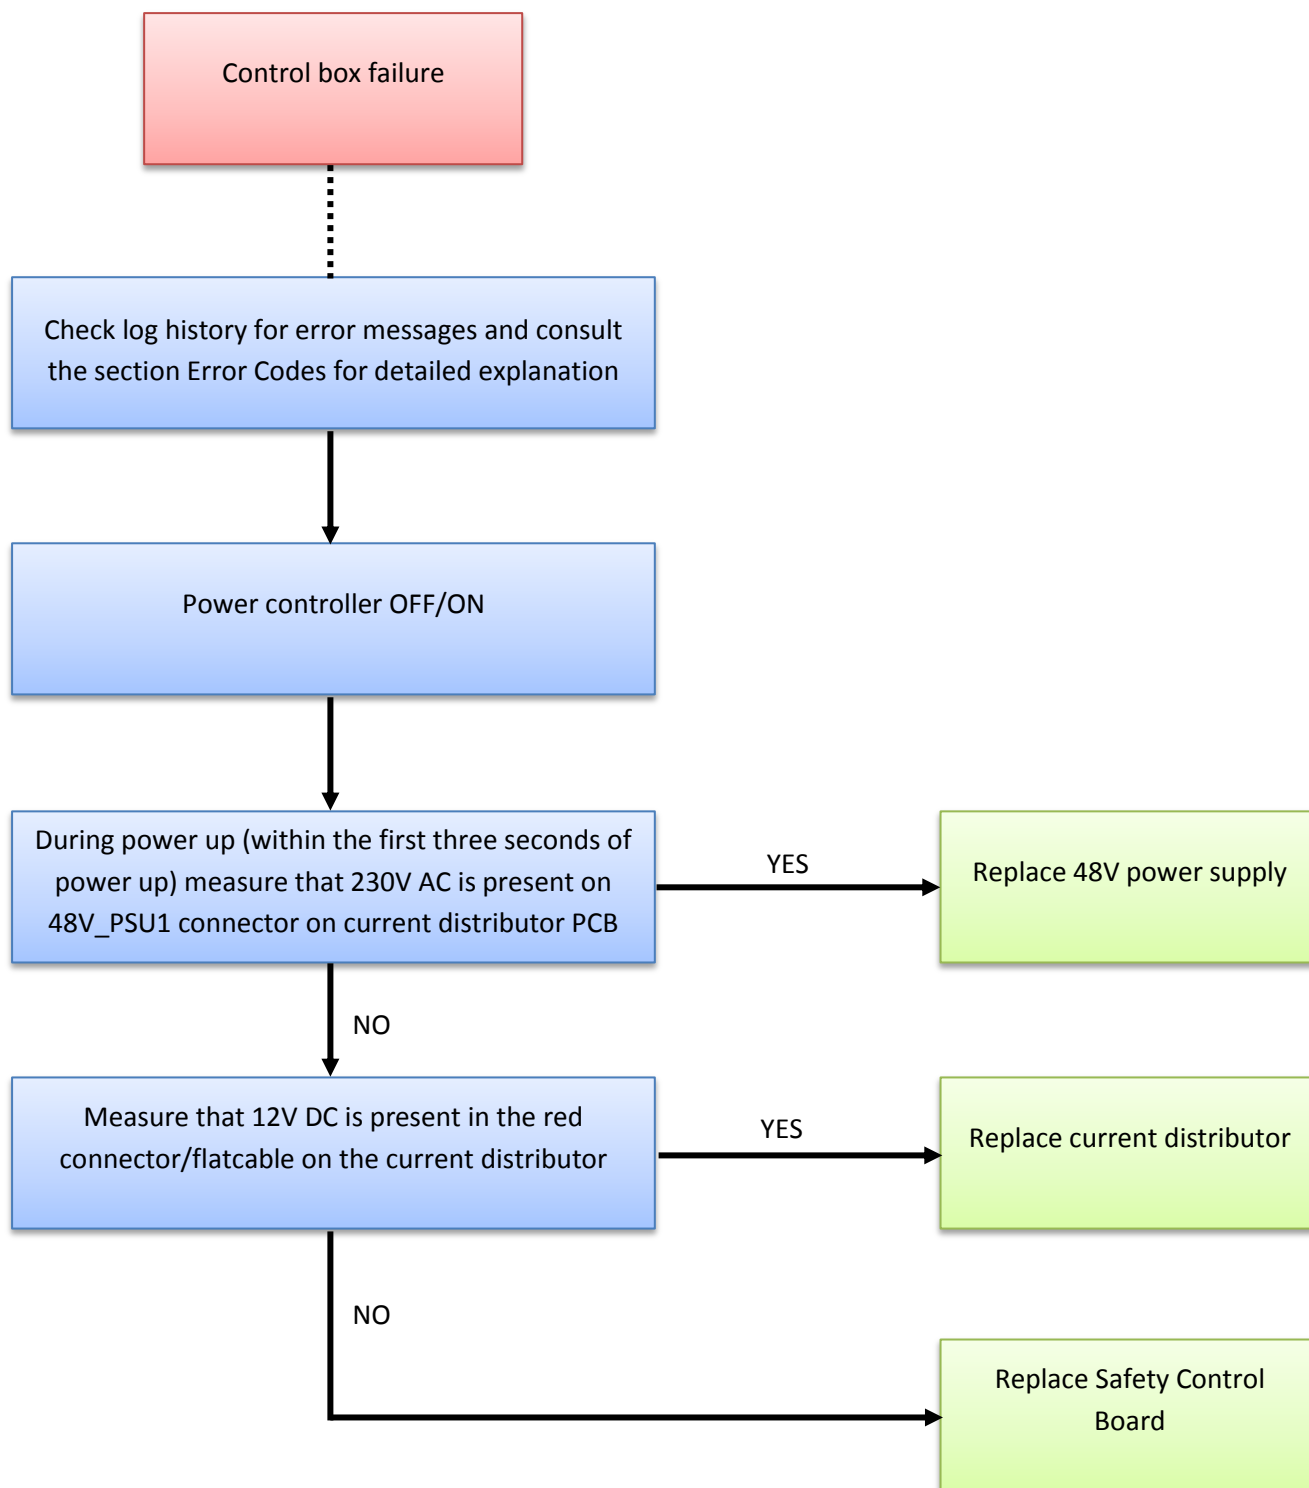 Control box failure
Check log history for error messages and consult
the section Error Codes for detailed explanation
Power controller OFF/ON
During power up (within the first three seconds of
power up) measure that 230V AC is present on
48V_PSU1 connector on current distributor PCB
YES
Replace 48V power supply
NO
Measure that 12V DC is present in the red
connector/flatcable on the current distributor
YES
Replace current distributor
NO
Replace Safety Control
Board